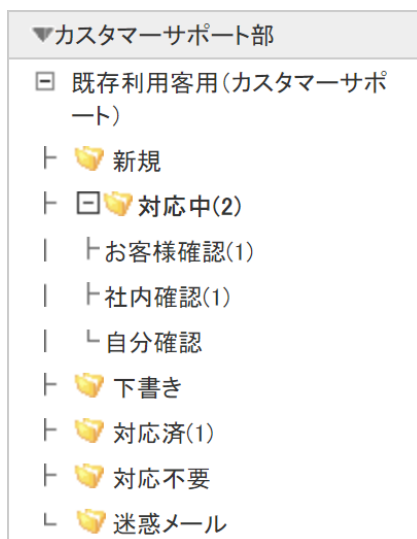 ▼カスタマーサポート部
既存利用客用(カスタマーサポ
ート)
新規
対応中(2)
お客様確認(1)
社内確認(1)
自分確認
下書き
対応済(1)
対応不要
迷惑メール